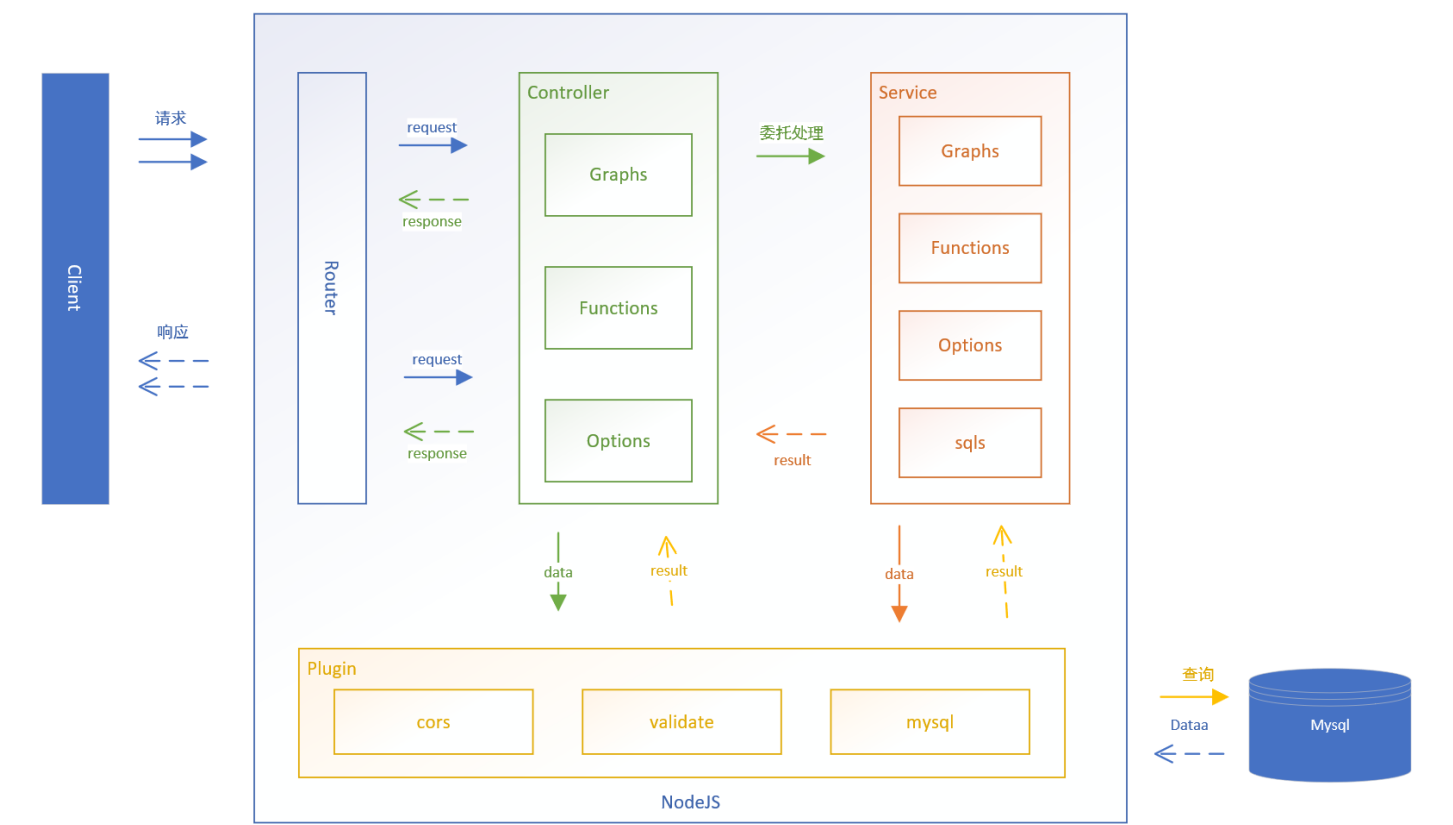 Client
请求
响应
Router
request
response
request
response
Controller
Graphs
Functions
Options
委托处理
result
Service
Graphs
Functions
Options
sqls
data
result
data
result
Plugin
cors
validate
mysql
NodeJS
查询
Dataa
Mysql